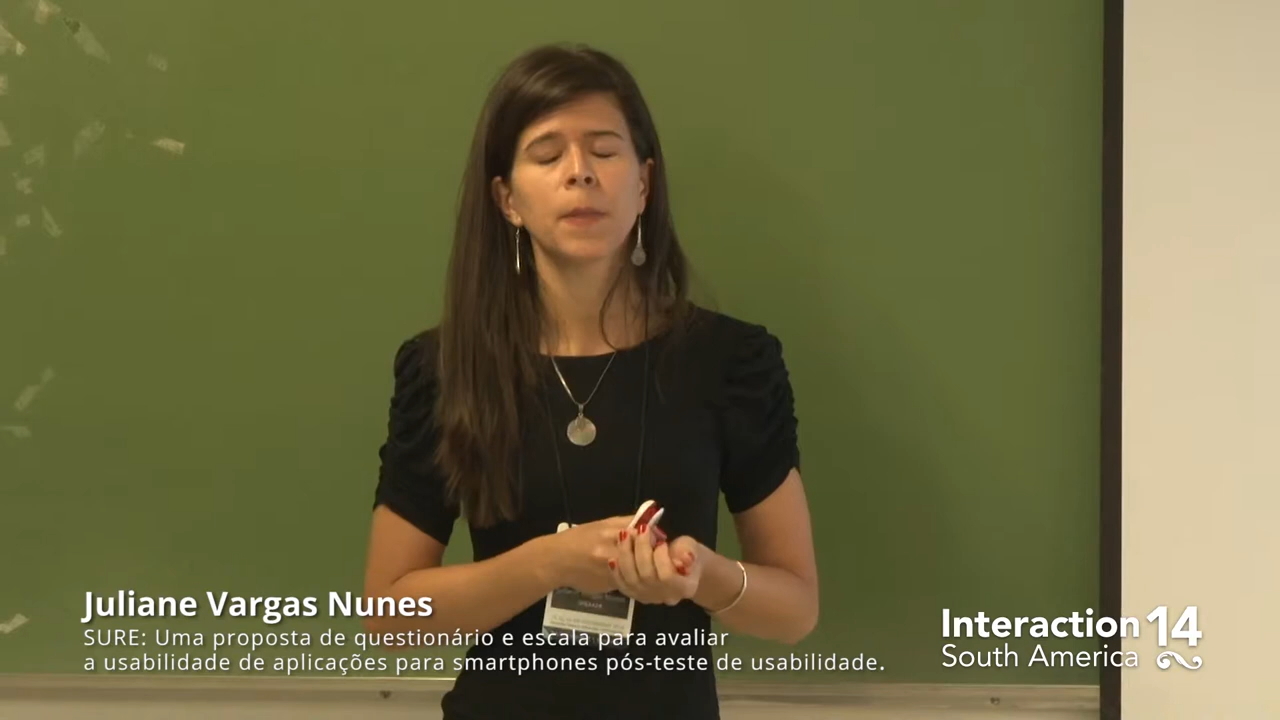 Juliane Vargas Nunes
SURE: Uma proposta de questionário e escala para avaliar
a usabilidade de aplicações para smartphones pós-teste de usabilidade.
Interaction 14
South America